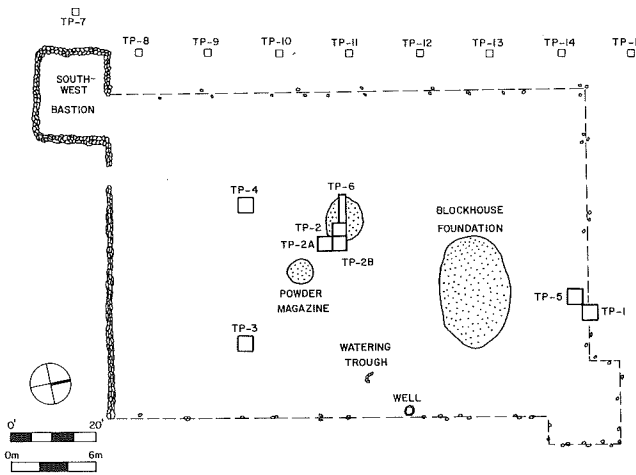 TP-7
TP-8
TP-9
TP-10
TP-11
TP-12
TP-13
TP-14
SOUTH-
WEST
BASTION
TP-4
TP-6
TP-2
TP-2A
TP-2B
BLOCKHOUSE
FOUNDATION
POWDER
MAGAZINE
TP-5
TP-1
TP-3
WATERING
TROUGH
WELL
0' 20'
0m 6m